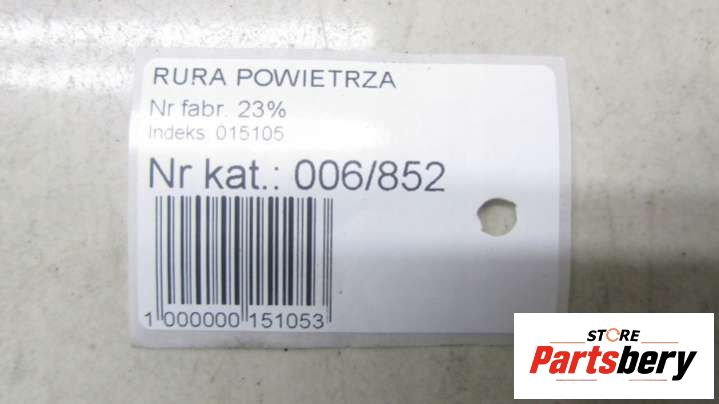 RURA POWIETRZA
Nr fabr. 23%
Indeks: 015105
Nr kat.: 006/852
1 000000 151053
STORE
Partsbery